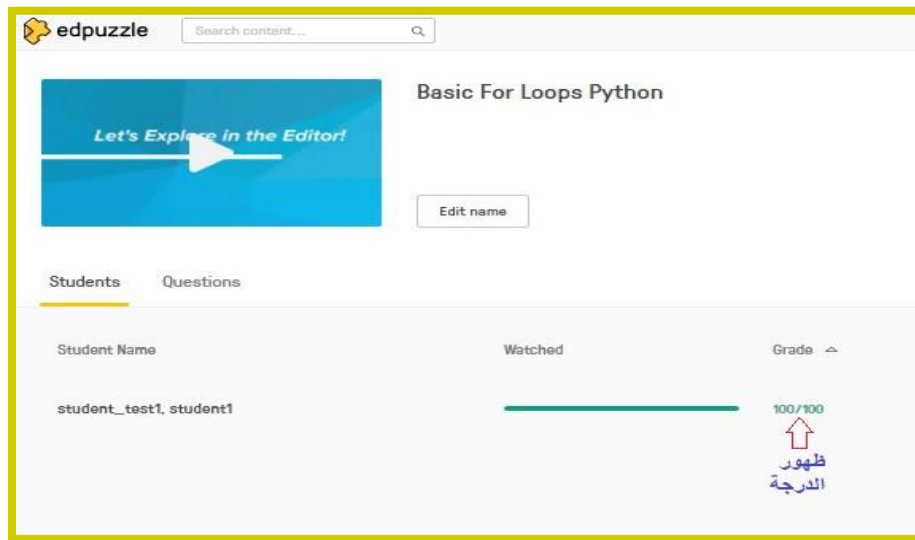 edpuzzle
Search content...
Basic For Loops Python
Let's Explore in the Editor!
Edit name
Students Questions
Student Name Watched Grade
student_test1, student1 100/100
ظهور
الدرجة